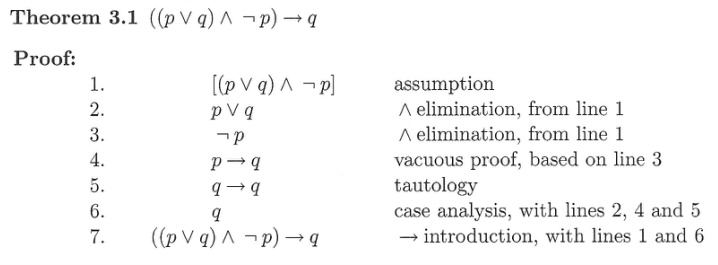 Theorem 3.1 ((p ∨ q) ∧ ¬p) → q
Proof:
1. [(p ∨ q) ∧ ¬p] assumption
2. p ∨ q ∧ elimination, from line 1
3. ¬p ∧ elimination, from line 1
4. p → q vacuous proof, based on line 3
5. q → q tautology
6. q case analysis, with lines 2, 4 and 5
7. ((p ∨ q) ∧ ¬p) → q → introduction, with lines 1 and 6